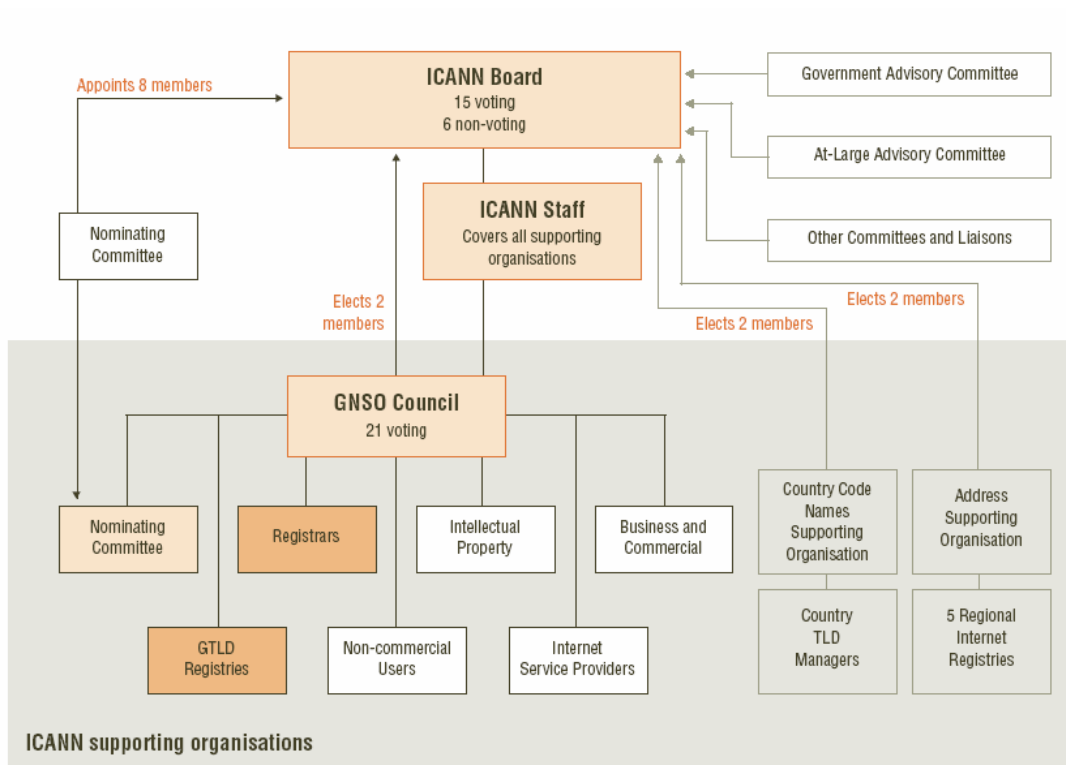 ICANN Board
15 voting
6 non-voting
Appoints 8 members
Government Advisory Committee
At-Large Advisory Committee
Other Committees and Liaisons
ICANN Staff
Covers all supporting
organisations
Nominating
Committee
Elects 2
members
Elects 2 members
Elects 2 members
GNSO Council
21 voting
Nominating
Committee
Registrars
Intellectual
Property
Business and
Commercial
Country Code
Names
Supporting
Organisation
Address
Supporting
Organisation
GTLD
Registries
Non-commercial
Users
Internet
Service Providers
Country
TLD
Managers
5 Regional
Internet
Registries
ICANN supporting organisations